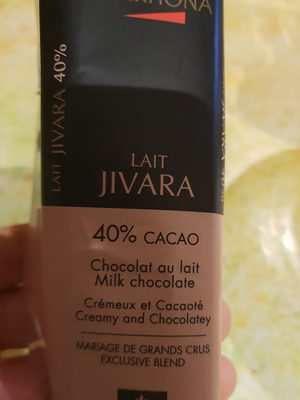 LAIT JIVARA 40%
LAIT
JIVARA
40% CACAO
Chocolat au lait
Milk chocolate
Crémeux et Cacaoté
Creamy and Chocolatey
MARIAGE DE GRANDS CRUS
EXCLUSIVE BLEND